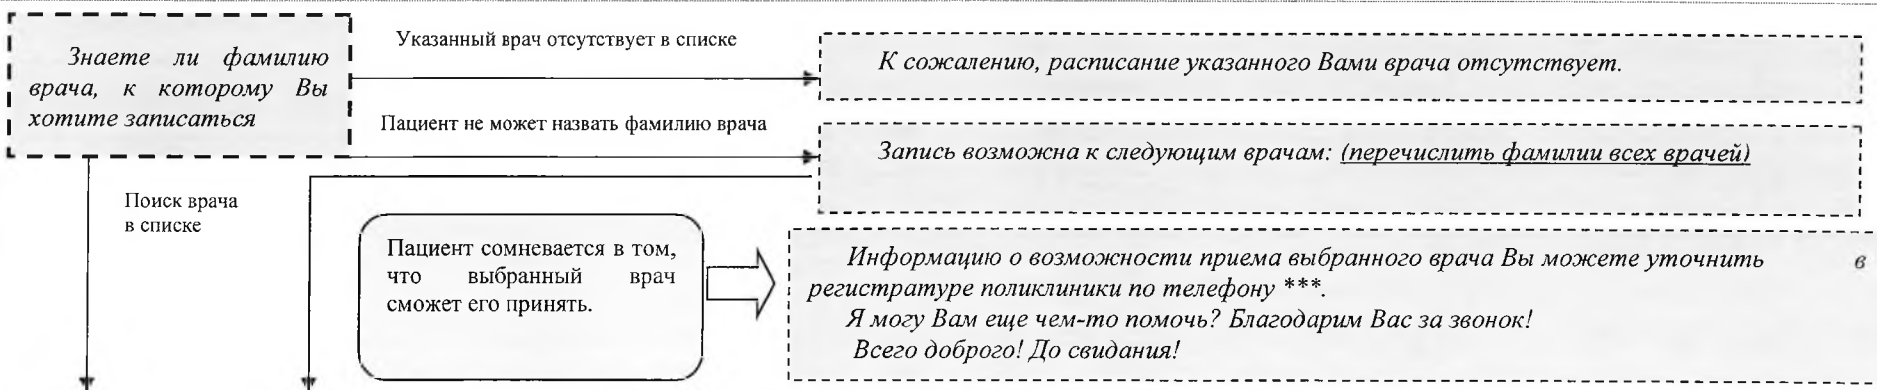 Знаете ли фамилию
врача, к которому Вы
хотите записаться
Указанный врач отсутствует в списке
К сожалению, расписание указанного Вами врача отсутствует.
Пациент не может назвать фамилию врача
Запись возможна к следующим врачам: (перечислить фамилии всех врачей)
Поиск врача
в списке
Пациент сомневается в том,
что выбранный врач
сможет его принять.
Информацию о возможности приема выбранного врача Вы можете уточнить в
регистратуре поликлиники по телефону ***.
Я могу Вам еще чем-то помочь? Благодарим Вас за звонок!
Всего доброго! До свидания!